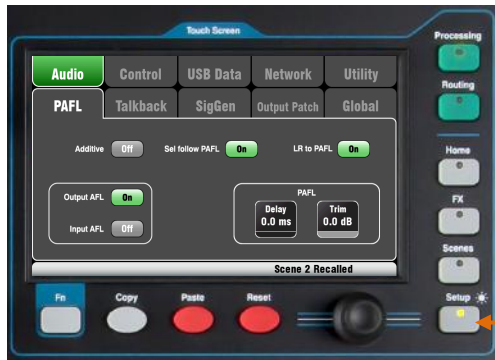 Touch Screen
Processing
Audio Control USB Data Network Utility
Routing
PAFL Talkback SigGen Output Patch Global
Additive Off Sel follow PAFL On LR to PAFL On
Home
PAFL
Output AFL On
Delay Trim
FX
0.0 ms 0.0 dB
Input AFL Off
Scenes
Scene 2 Recalled
Fn Copy Paste Reset Setup